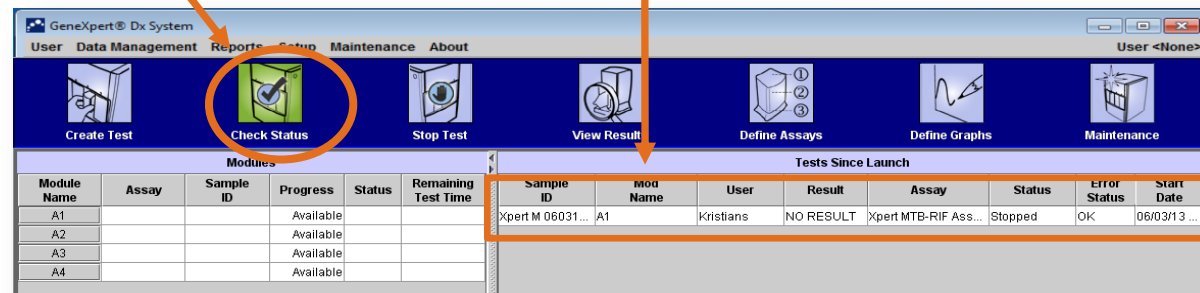 GeneXpert® Dx System
User Data Management Reports Setup Maintenance About User <None>
Create Test Check Status Stop Test View Result Define Assays Define Graphs Maintenance
1
2
3
Modules Tests Since Launch
Module Name Assay Sample ID Progress Status Remaining Test Time Sample ID Mod Name User Result Assay Status Error Status Start Date
A1 Available Xpert M 06031... A1 Kristians NO RESULT Xpert MTB-RIF Ass... Stopped OK 06/03/13 ...
A2 Available
A3 Available
A4 Available